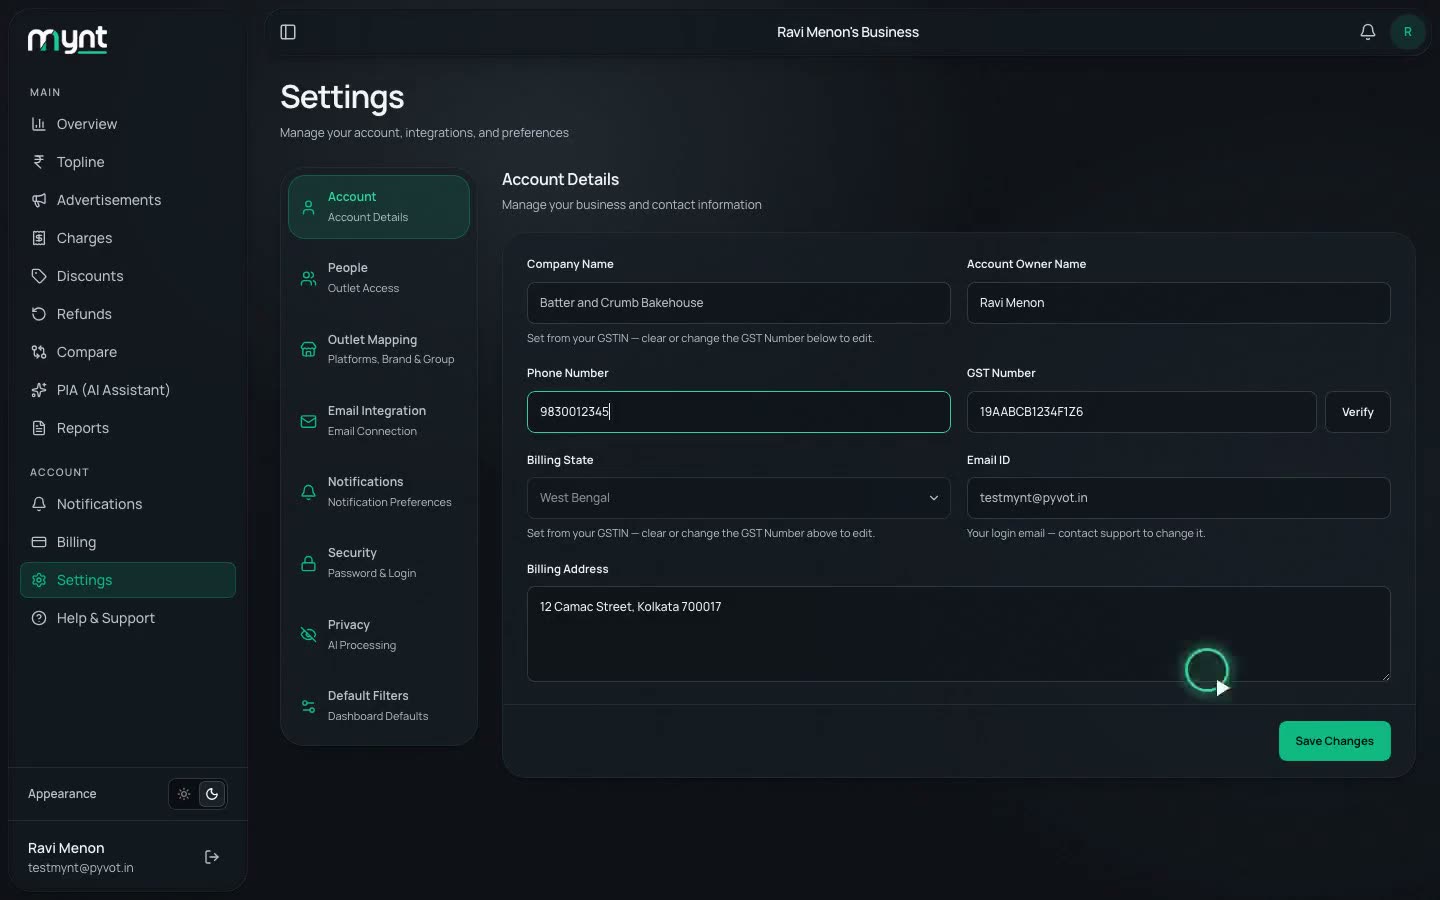 mynt
Ravi Menon's Business
R
MAIN
Overview
Topline
Advertisements
Charges
Discounts
Refunds
Compare
PIA (AI Assistant)
Reports
ACCOUNT
Notifications
Billing
Settings
Help & Support
Appearance
Ravi Menon
testmynt@pyvot.in
Settings
Manage your account, integrations, and preferences
Account
Account Details
People
Outlet Access
Outlet Mapping
Platforms, Brand & Group
Email Integration
Email Connection
Notifications
Notification Preferences
Security
Password & Login
Privacy
AI Processing
Default Filters
Dashboard Defaults
Account Details
Manage your business and contact information
Company Name
Batter and Crumb Bakehouse
Set from your GSTIN — clear or change the GST Number below to edit.
Account Owner Name
Ravi Menon
Phone Number
9830012345
GST Number
19AABCB1234F1Z6
Verify
Billing State
West Bengal
Set from your GSTIN — clear or change the GST Number above to edit.
Email ID
testmynt@pyvot.in
Your login email — contact support to change it.
Billing Address
12 Camac Street, Kolkata 700017
Save Changes